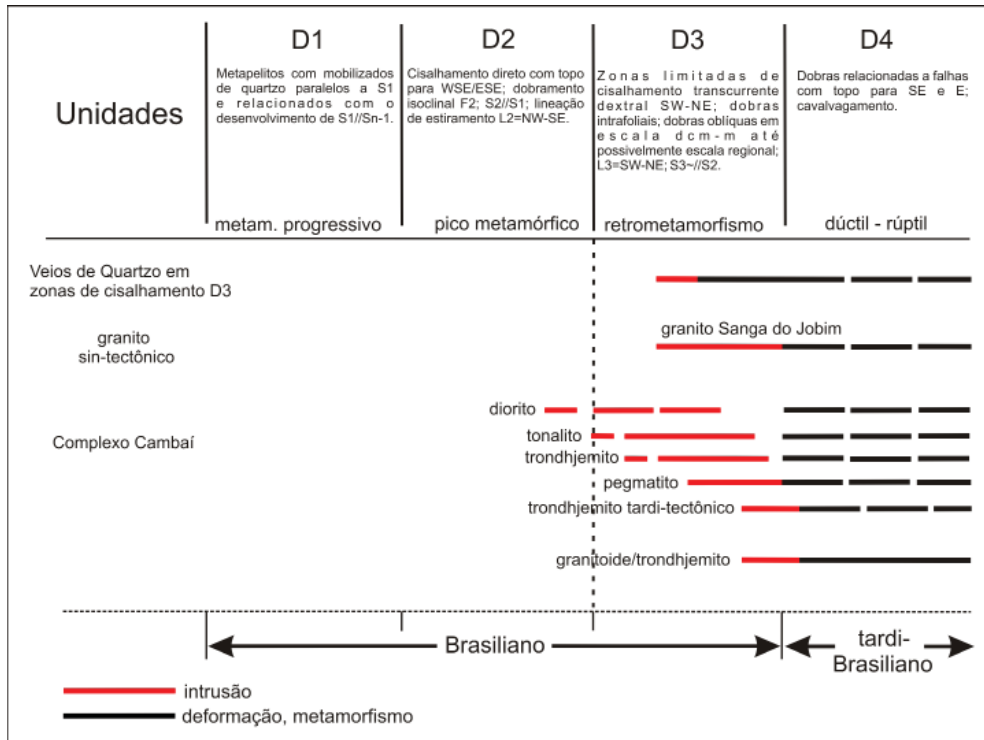 Unidades
D1
Metapelitos com mobilizados
de quartzo paralelos a S1
e relacionados com o
desenvolvimento de S1//Sn-1.
metam. progressivo
D2
Cisalhamento direto com topo
para WSE/ESE; dobramento
isoclinal F2; S2//S1; lineação
de estiramento L2=NW-SE.
pico metamórfico
D3
Zonas limitadas de
cisalhamento transcurrente
dextral SW-NE; dobras
intrafoliais; dobras oblíquas em
escala dcm-m até
possivelmente escala regional;
L3=SW-NE; S3~//S2.
retrometamorfismo
D4
Dobras relacionadas a falhas
com topo para SE e E;
cavalvagamento.
dúctil - rúptil
Veios de Quartzo em
zonas de cisalhamento D3
granito
sin-tectônico
granito Sanga do Jobim
Complexo Cambaí
diorito
tonalito
trondhjemito
pegmatito
trondhjemito tardi-tectônico
granitoide/trondhjemito
Brasiliano
tardi-
Brasiliano
intrusão
deformação, metamorfismo